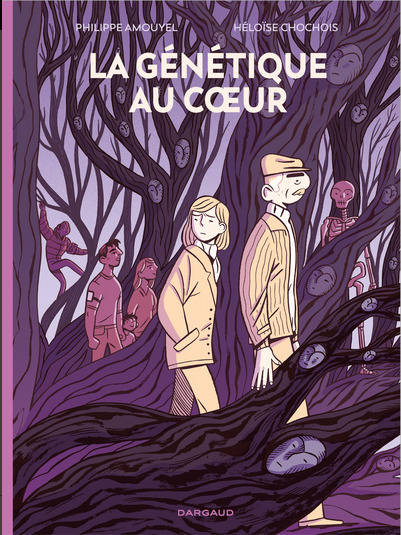 PHILIPPE AMOUYEL HÉLOÏSE CHOCHOIS
LA GÉNÉTIQUE
AU CŒUR
DARGAUD